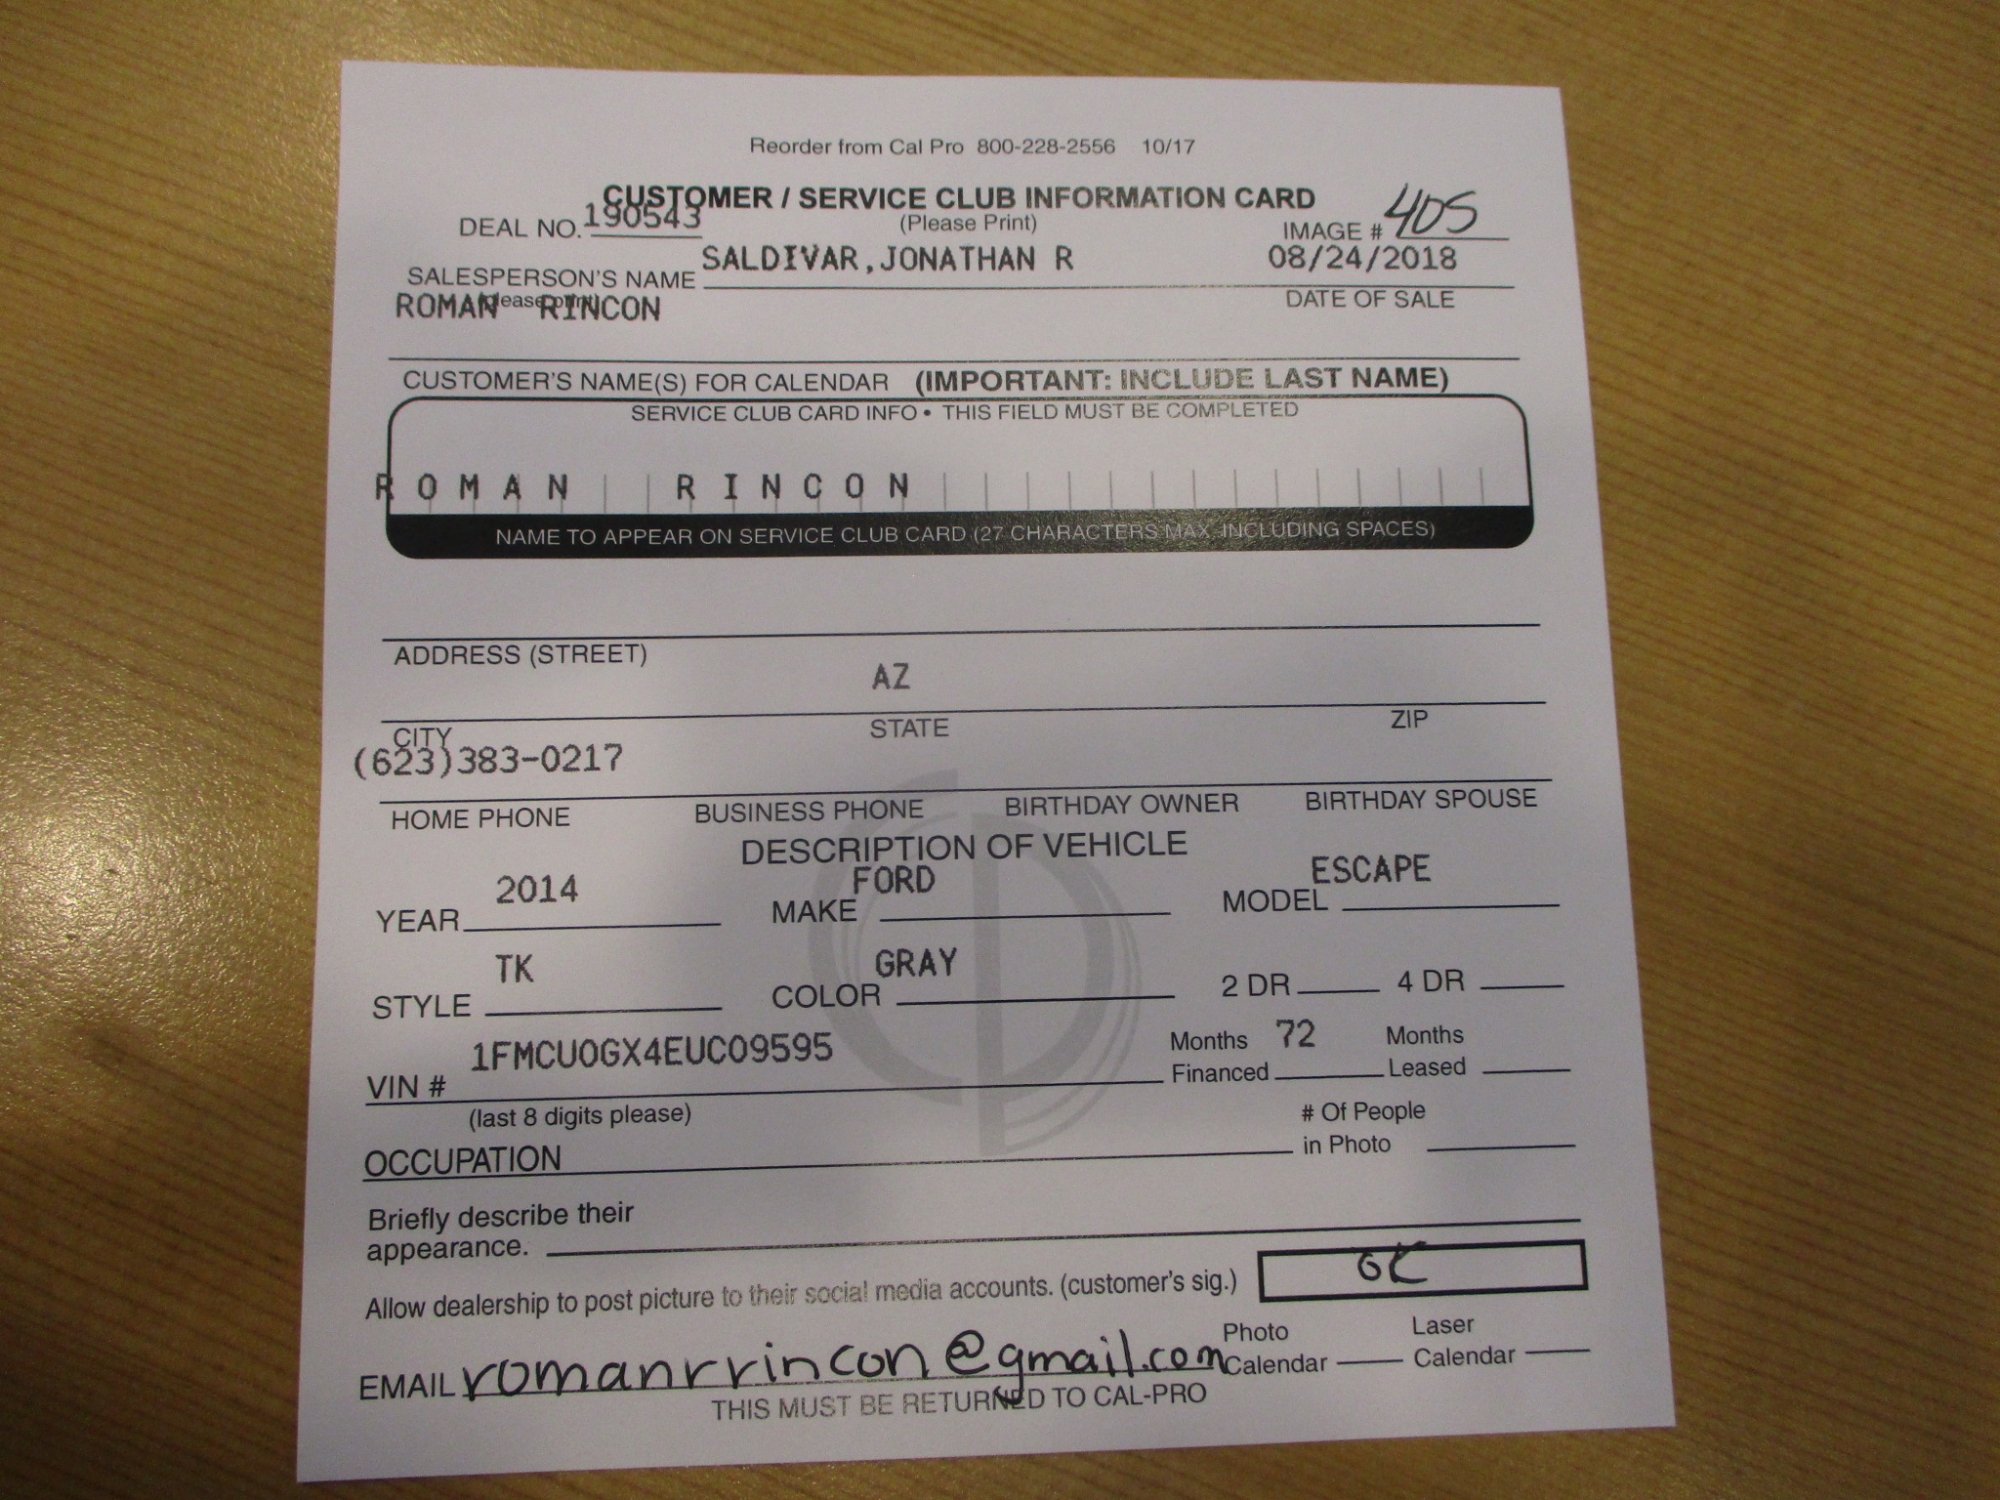 Reorder from Cal Pro 800-228-2556 10/17
CUSTOMER / SERVICE CLUB INFORMATION CARD
DEAL NO. 190543 (Please Print) IMAGE # 405
SALESPERSON'S NAME SALDIVAR,JONATHAN R 08/24/2018
(please print) DATE OF SALE
ROMAN RINCON
CUSTOMER'S NAME(S) FOR CALENDAR (IMPORTANT: INCLUDE LAST NAME)
SERVICE CLUB CARD INFO • THIS FIELD MUST BE COMPLETED
ROMAN RINCON
NAME TO APPEAR ON SERVICE CLUB CARD (27 CHARACTERS MAX, INCLUDING SPACES)
ADDRESS (STREET)
AZ
CITY STATE ZIP
(623)383-0217
HOME PHONE BUSINESS PHONE BIRTHDAY OWNER BIRTHDAY SPOUSE
DESCRIPTION OF VEHICLE
YEAR 2014 MAKE FORD MODEL ESCAPE
STYLE TK COLOR GRAY 2 DR 4 DR
VIN # 1FMCU0GX4EUC09595 Months Financed 72 Months Leased
(last 8 digits please)
OCCUPATION # Of People in Photo
Briefly describe their
appearance.
Allow dealership to post picture to their social media accounts. (customer's sig.)
EMAIL romanrrincon@gmail.com Photo Calendar Laser Calendar
THIS MUST BE RETURNED TO CAL-PRO